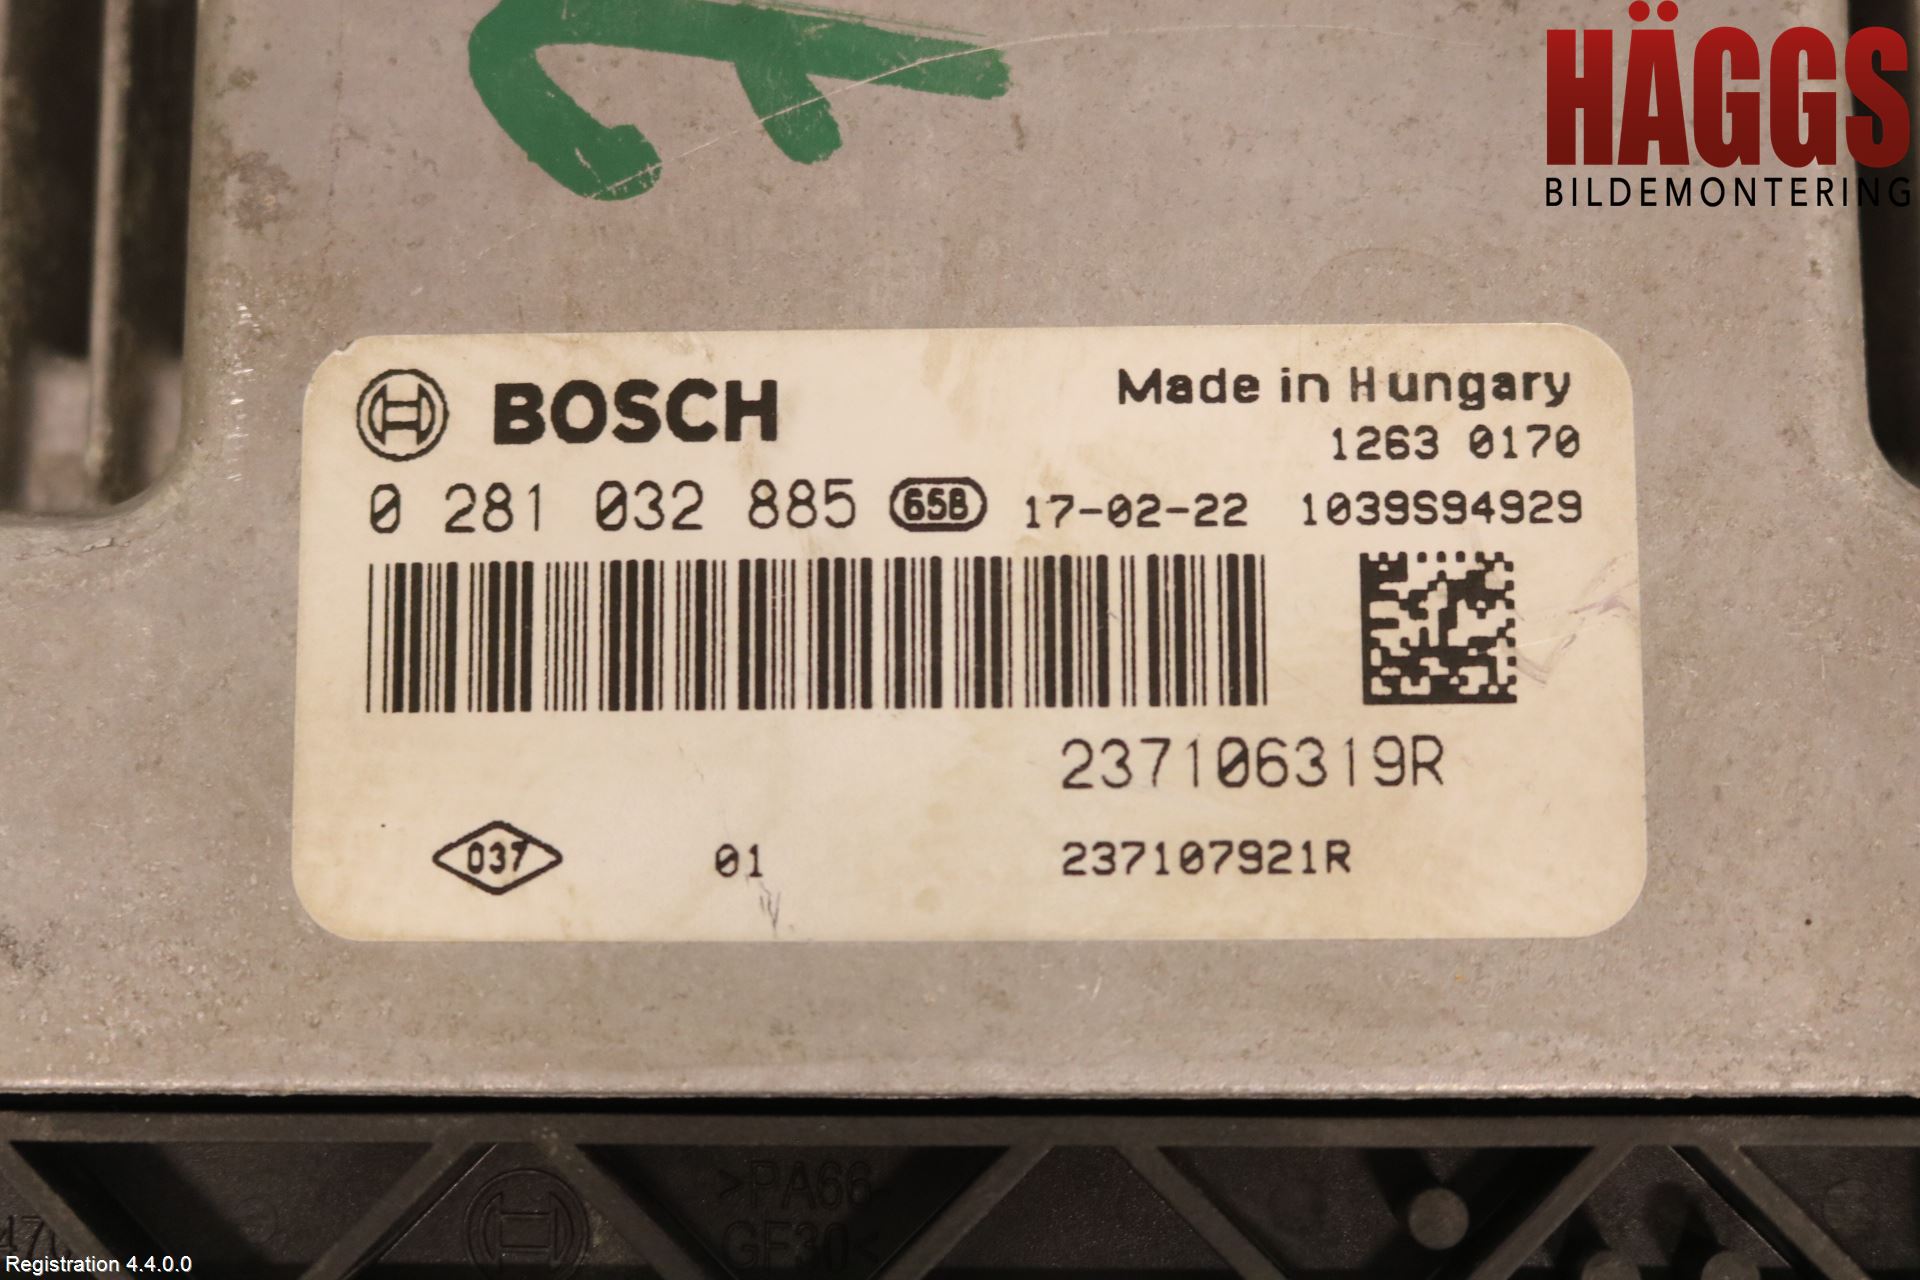 HÄGGS
BILDEMONTERING
BOSCH
Made in Hungary
1263 0170
0 281 032 885 65B 17-02-22 1039S94929
237106319R
037 01 237107921R
>PA66-
GF30<
Registration 4.4.0.0